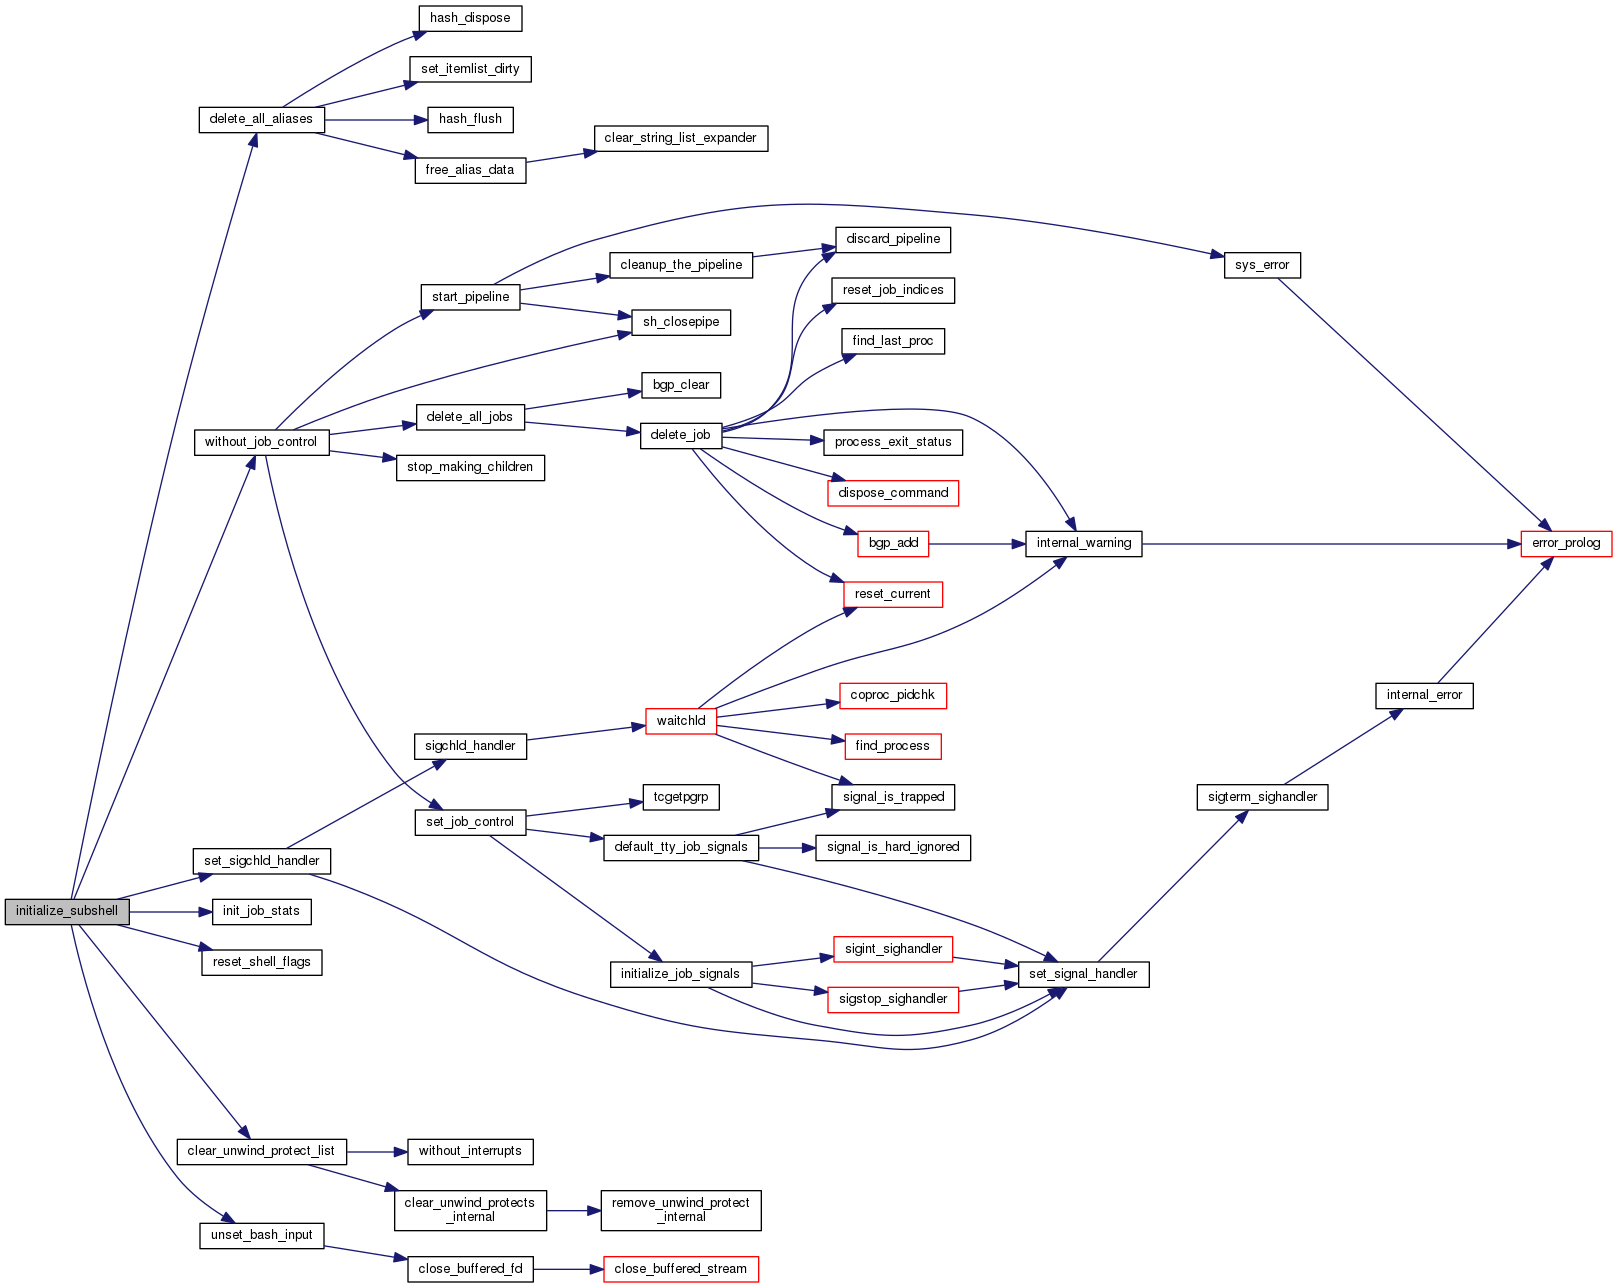 hash_dispose
set_itemlist_dirty
delete_all_aliases
hash_flush
clear_string_list_expander
free_alias_data
discard_pipeline
cleanup_the_pipeline
sys_error
reset_job_indices
start_pipeline
sh_closepipe
find_last_proc
bgp_clear
delete_all_jobs
without_job_control
delete_job
process_exit_status
stop_making_children
dispose_command
bgp_add
internal_warning
error_prolog
reset_current
coproc_pidchk
internal_error
waitchld
sigchld_handler
find_process
tcgetpgrp
signal_is_trapped
sigterm_sighandler
set_job_control
default_tty_job_signals
signal_is_hard_ignored
set_sigchld_handler
initialize_subshell
init_job_stats
sigint_sighandler
reset_shell_flags
initialize_job_signals
set_signal_handler
sigstop_sighandler
clear_unwind_protect_list
without_interrupts
clear_unwind_protects
_internal
remove_unwind_protect
_internal
unset_bash_input
close_buffered_fd
close_buffered_stream